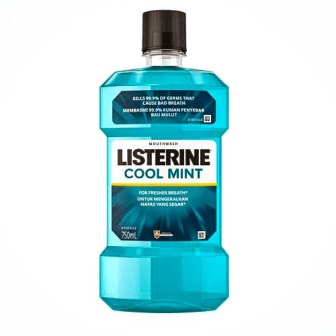 KILLS 99.9% OF GERMS THAT
CAUSE BAD BREATH
MEMBASMI 99.9% KUMAN PENYEBAB
BAU MULUT
MOUTHWASH
LISTERINE
COOL MINT
FOR FRESHER BREATH*
UNTUK MENGEKALKAN
NAFAS YANG SEGAR*
750mL